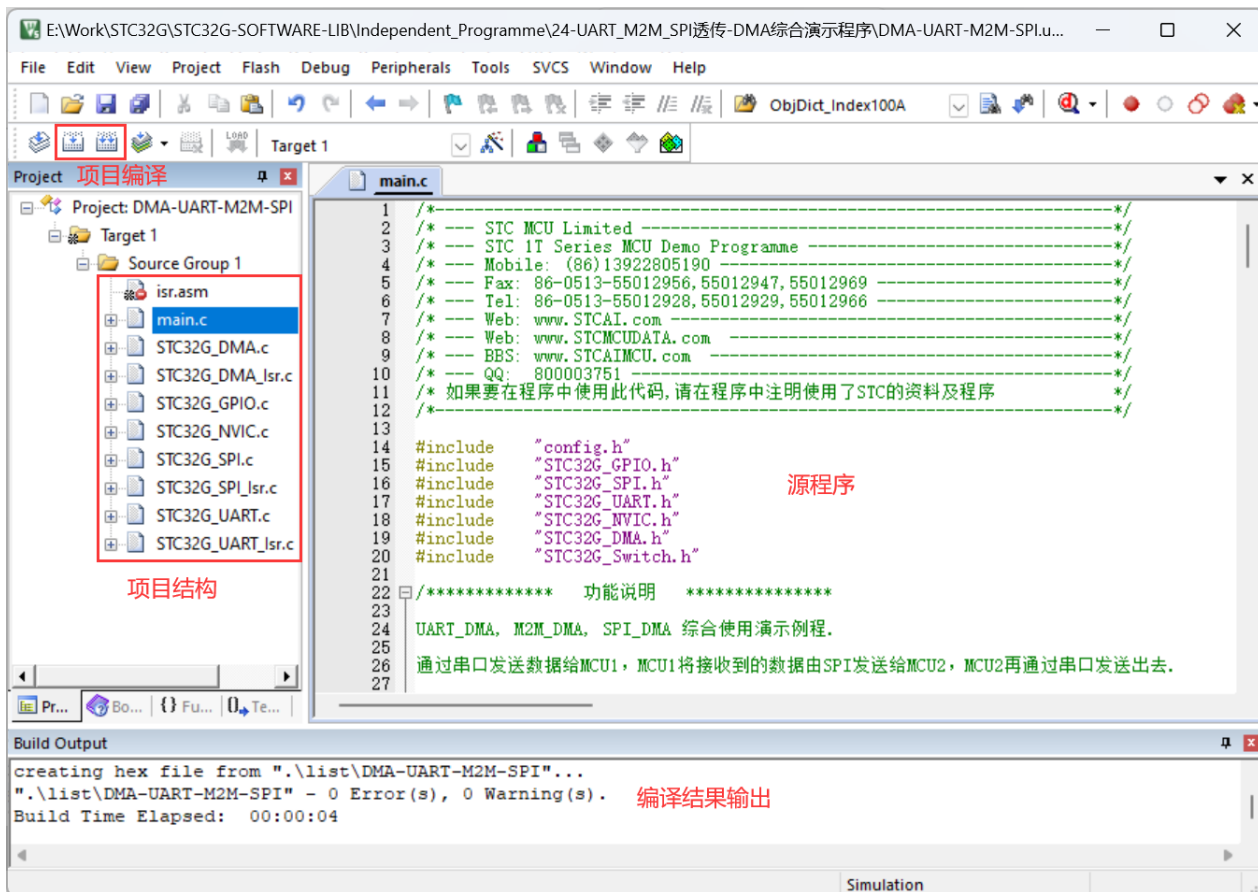 E:\Work\STC32G\STC32G-SOFTWARE-LIB\Independent_Programme\24-UART_M2M_SPI透传-DMA综合演示程序\DMA-UART-M2M-SPI.u...
File Edit View Project Flash Debug Peripherals Tools SVCS Window Help
ObjDict_Index100A
LOAD
Target 1
Project 项目编译
main.c
Project: DMA-UART-M2M-SPI
Target 1
Source Group 1
isr.asm
main.c
STC32G_DMA.c
STC32G_DMA_Isr.c
STC32G_GPIO.c
STC32G_NVIC.c
STC32G_SPI.c
STC32G_SPI_Isr.c
STC32G_UART.c
STC32G_UART_Isr.c
项目结构
1 /*---------------------------------------------------------------------*/
2 /* --- STC MCU Limited ------------------------------------------------*/
3 /* --- STC 1T Series MCU Demo Programme -------------------------------*/
4 /* --- Mobile: (86)13922805190 ----------------------------------------*/
5 /* --- Fax: 86-0513-55012956,55012947,55012969 ------------------------*/
6 /* --- Tel: 86-0513-55012928,55012929,55012966 ------------------------*/
7 /* --- Web: www.STCAI.com ---------------------------------------------*/
8 /* --- Web: www.STCMCUDATA.com ---------------------------------------*/
9 /* --- BBS: www.STCAIMCU.com -----------------------------------------*/
10 /* --- QQ: 800003751 -------------------------------------------------*/
11 /* 如果要在程序中使用此代码,请在程序中注明使用了STC的资料及程序 */
12 /*---------------------------------------------------------------------*/
13
14 #include "config.h"
15 #include "STC32G_GPIO.h"
16 #include "STC32G_SPI.h"
17 #include "STC32G_UART.h"
18 #include "STC32G_NVIC.h"
19 #include "STC32G_DMA.h"
20 #include "STC32G_Switch.h"
源程序
21
22 /************* 功能说明 ***************
23
24 UART_DMA, M2M_DMA, SPI_DMA 综合使用演示例程.
25
26 通过串口发送数据给MCU1，MCU1将接收到的数据由SPI发送给MCU2，MCU2再通过串口发送出去.
27
Pr... Bo... {} Fu... Te...
Build Output
creating hex file from ".\list\DMA-UART-M2M-SPI"...
".\list\DMA-UART-M2M-SPI" - 0 Error(s), 0 Warning(s).
Build Time Elapsed: 00:00:04
编译结果输出
Simulation